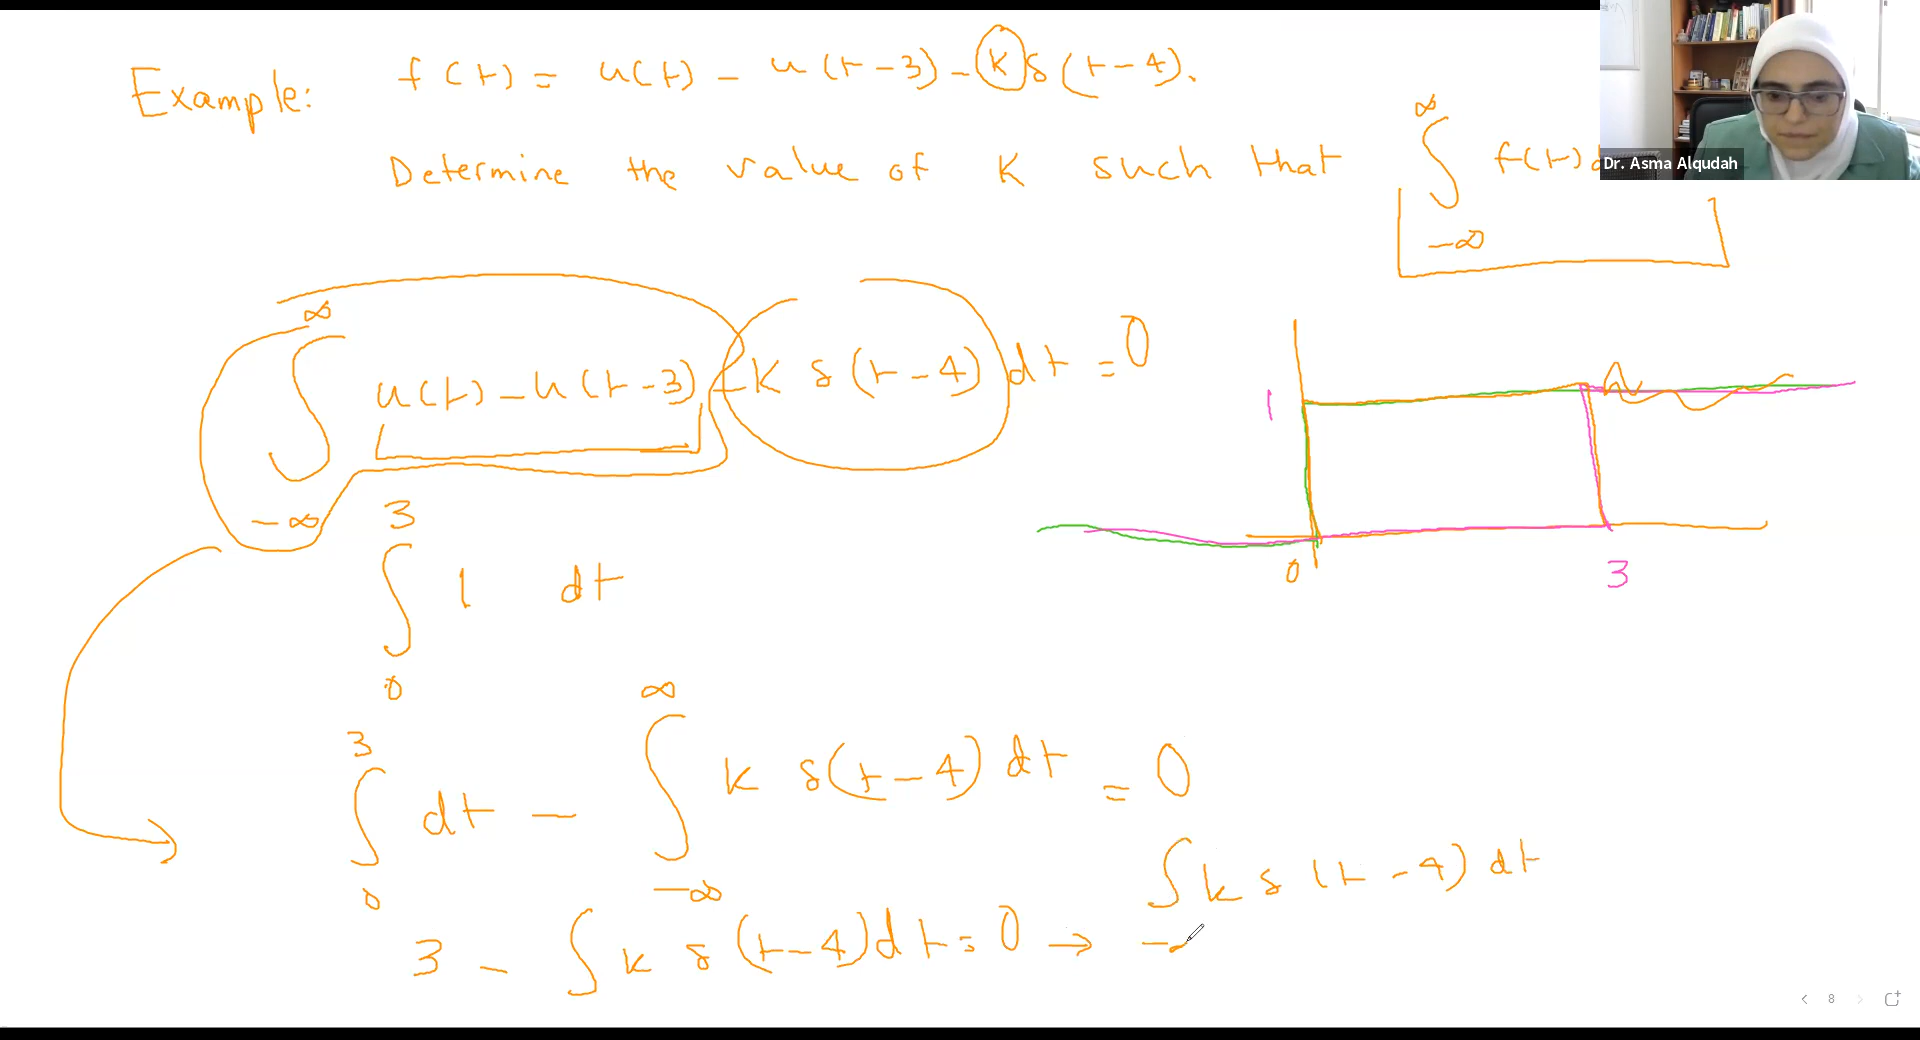 Example: f(t) = u(t) - u(t-3) - K δ(t-4).
Determine the value of K such that ∫ f(t)
∞
-∞
Dr. Asma Alqudah
∞
∫ u(t) - u(t-3) - K δ(t-4) dt = 0
-∞
1
0
3
3
∫ 1 dt
0
3 ∞
∫ dt - ∫ K δ(t-4) dt = 0
0 -∞
3 - ∫ K δ(t-4) dt = 0 → ∫ K δ(t-4) dt
8